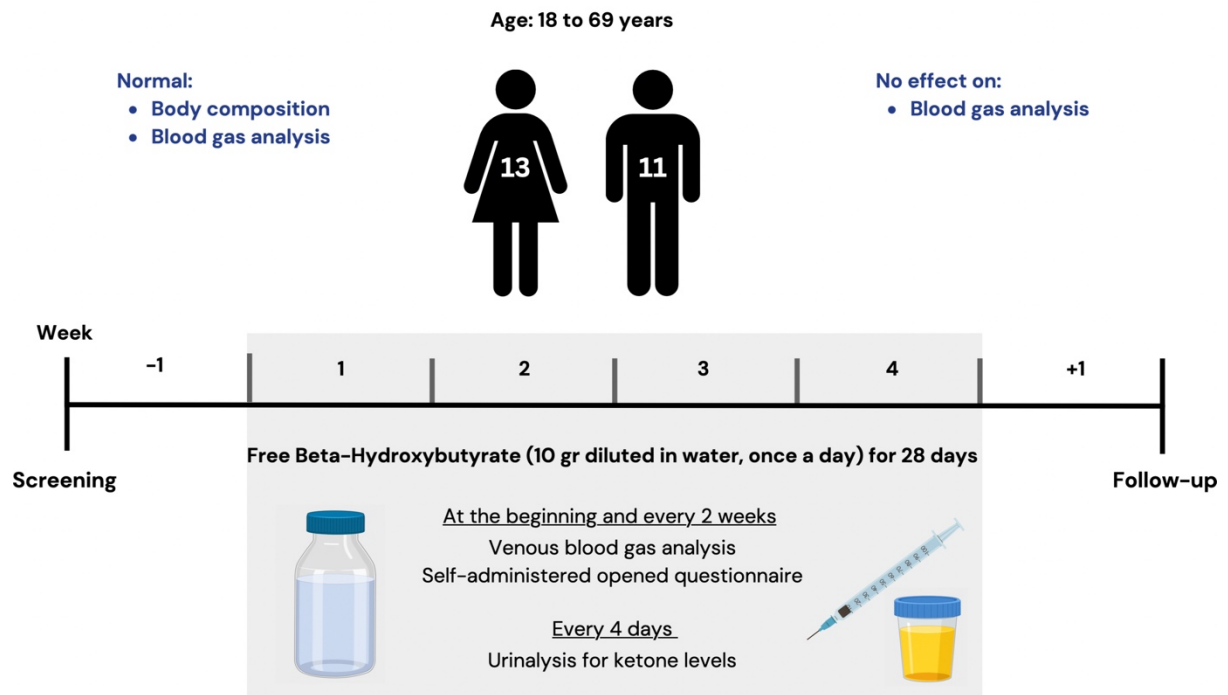 Age: 18 to 69 years
Normal:
• Body composition
• Blood gas analysis
No effect on:
• Blood gas analysis
13
11
Week
-1
1
2
3
4
+1
Screening
Follow-up
Free Beta-Hydroxybutyrate (10 gr diluted in water, once a day) for 28 days
At the beginning and every 2 weeks
Venous blood gas analysis
Self-administered opened questionnaire
Every 4 days
Urinalysis for ketone levels